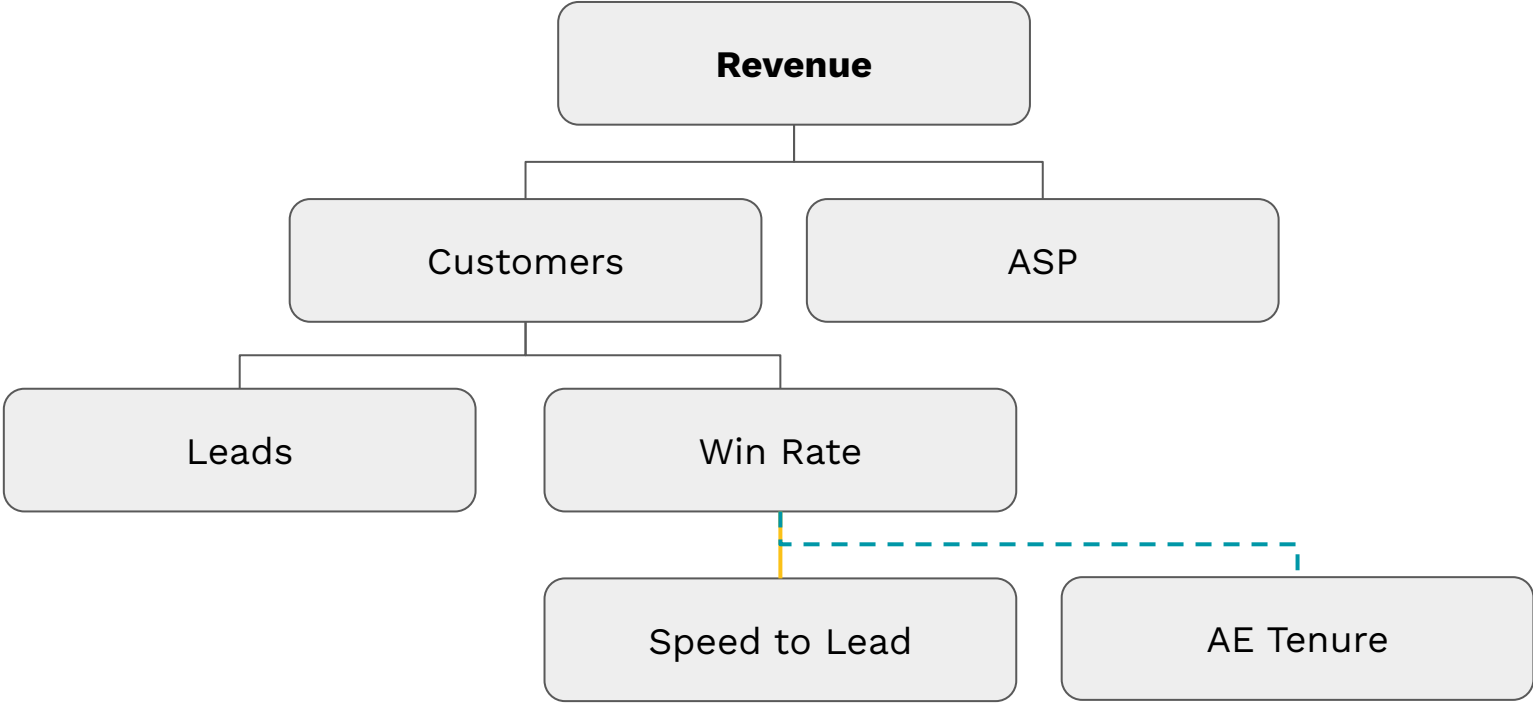 Revenue
Customers
ASP
Leads
Win Rate
Speed to Lead
AE Tenure